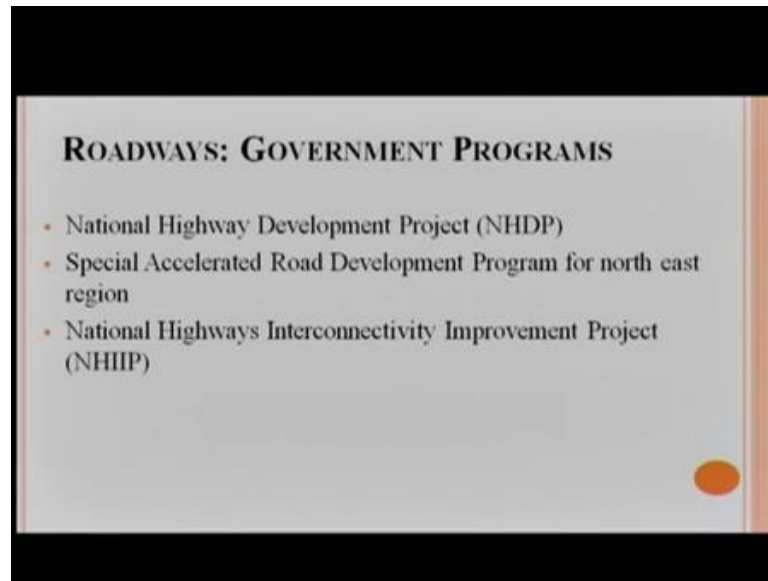 ROADWAYS: GOVERNMENT PROGRAMS
• National Highway Development Project (NHDP)
• Special Accelerated Road Development Program for north east
region
• National Highways Interconnectivity Improvement Project
(NHIIP)